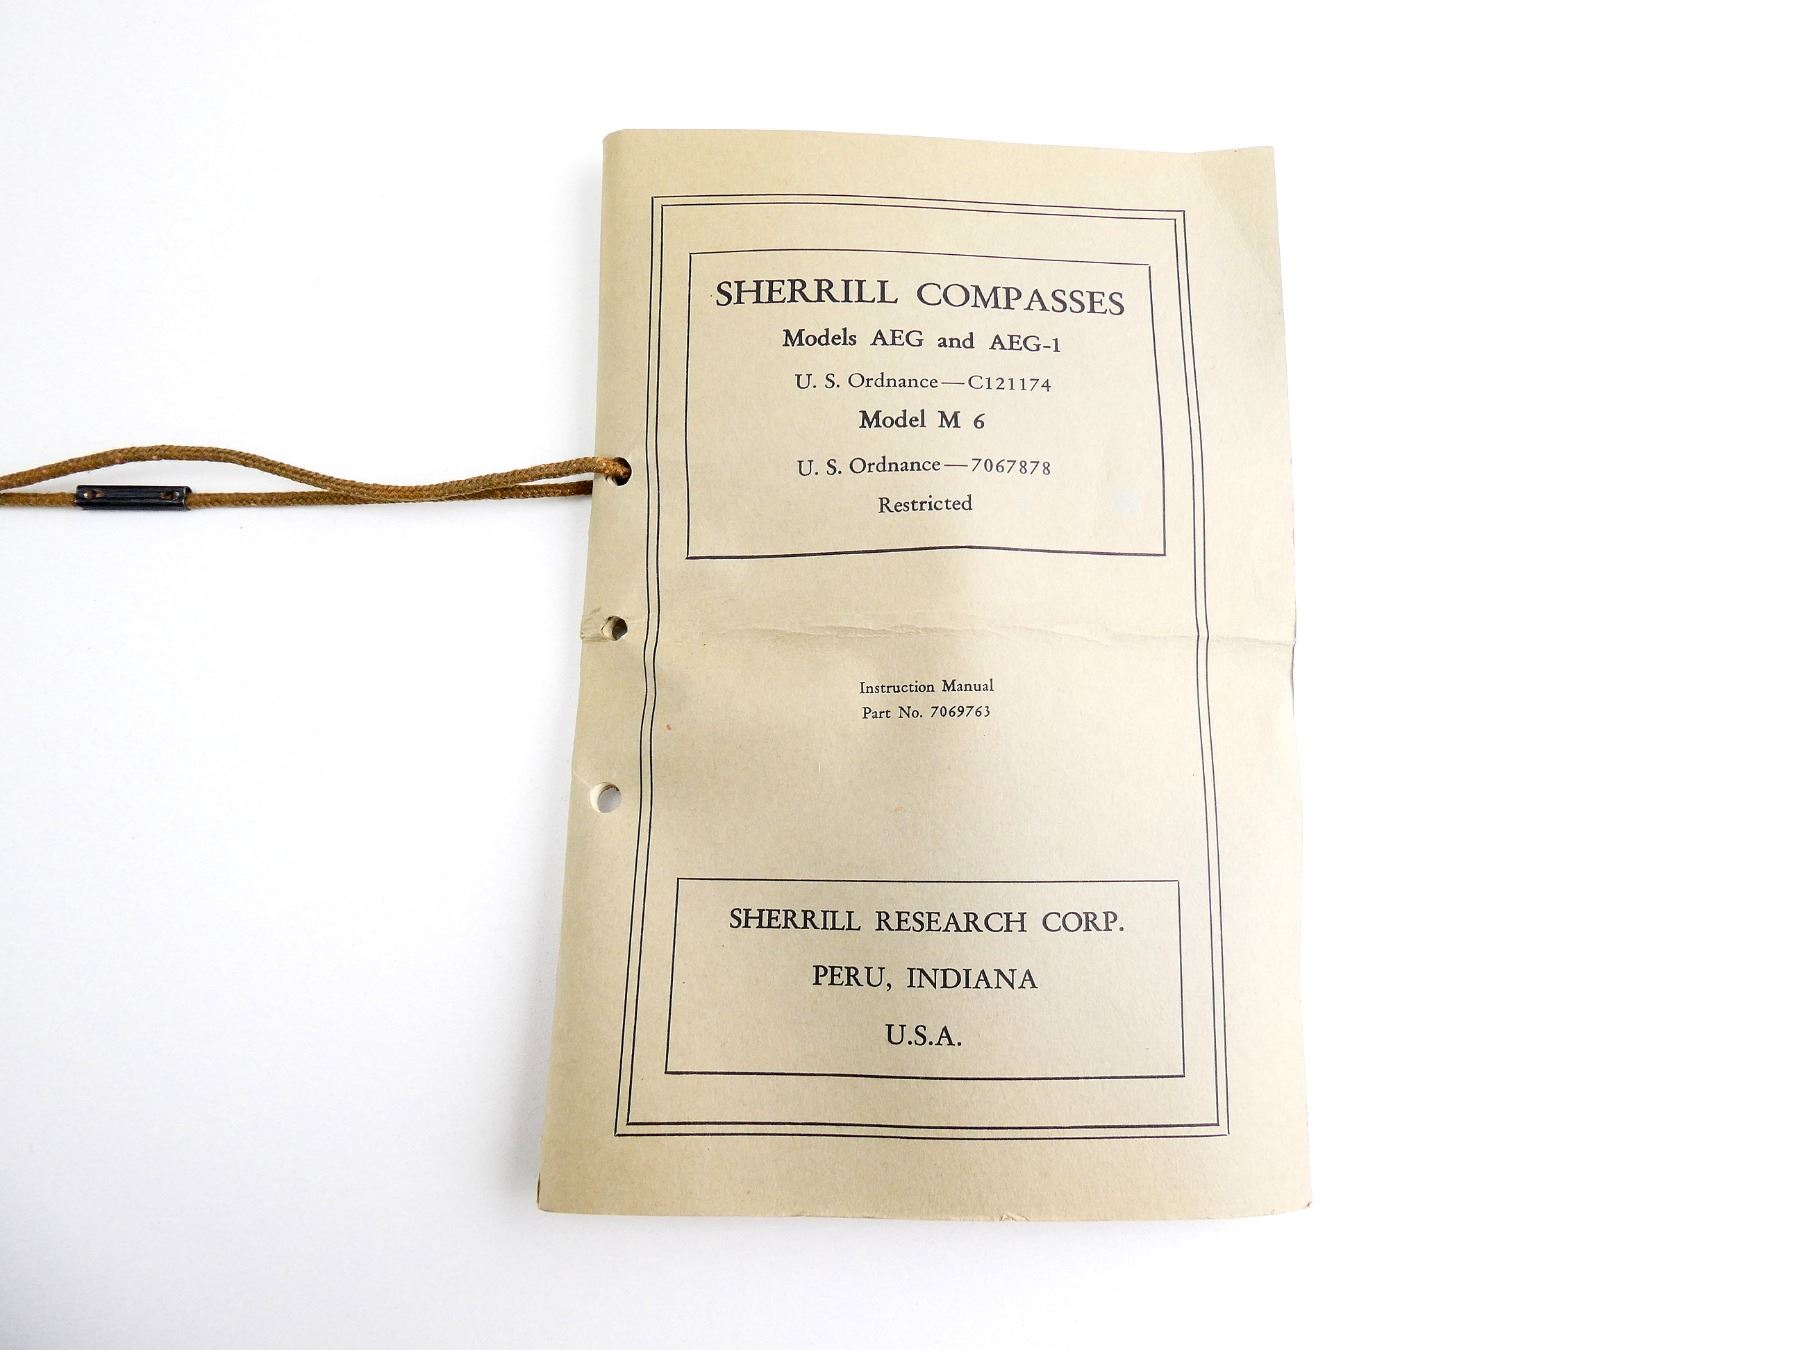 SHERRILL COMPASSES
Models AEG and AEG-1
U. S. Ordnance—C121174
Model M 6
U. S. Ordnance—7067878
Restricted
Instruction Manual
Part No. 7069763
SHERRILL RESEARCH CORP.
PERU, INDIANA
U.S.A.